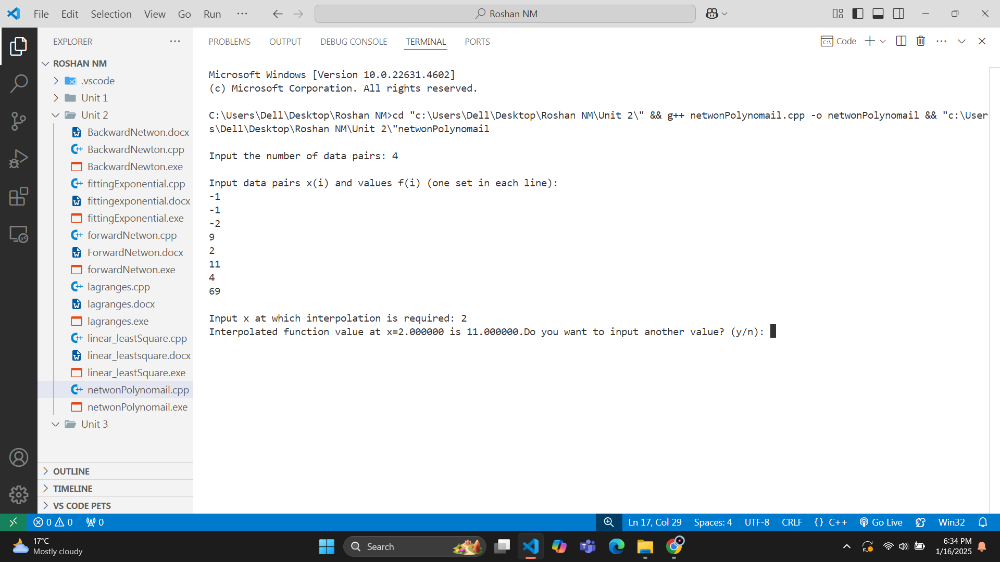 File Edit Selection View Go Run ··· Roshan NM
EXPLORER ···
ROSHAN NM
.vscode
Unit 1
Unit 2
BackwardNetwon.docx
BackwardNewton.cpp
BackwardNewton.exe
fittingExponential.cpp
fittingexponential.docx
fittingExponential.exe
forwardNetwon.cpp
ForwardNetwon.docx
forwardNetwon.exe
lagranges.cpp
lagranges.docx
lagranges.exe
linear_leastSquare.cpp
linear_leastsquare.docx
linear_leastSquare.exe
netwonPolynomail.cpp
netwonPolynomail.exe
Unit 3
OUTLINE
TIMELINE
VS CODE PETS
PROBLEMS OUTPUT DEBUG CONSOLE TERMINAL PORTS Code
Microsoft Windows [Version 10.0.22631.4602]
(c) Microsoft Corporation. All rights reserved.
C:\Users\Dell\Desktop\Roshan NM>cd "c:\Users\Dell\Desktop\Roshan NM\Unit 2\" && g++ netwonPolynomail.cpp -o netwonPolynomail && "c:\User
s\Dell\Desktop\Roshan NM\Unit 2\"netwonPolynomail
Input the number of data pairs: 4
Input data pairs x(i) and values f(i) (one set in each line):
-1
-1
-2
9
2
11
4
69
Input x at which interpolation is required: 2
Interpolated function value at x=2.000000 is 11.000000.Do you want to input another value? (y/n):
0 0 0 Ln 17, Col 29 Spaces: 4 UTF-8 CRLF {} C++ Go Live Win32
17°C
Mostly cloudy
Search
6:34 PM
1/16/2025